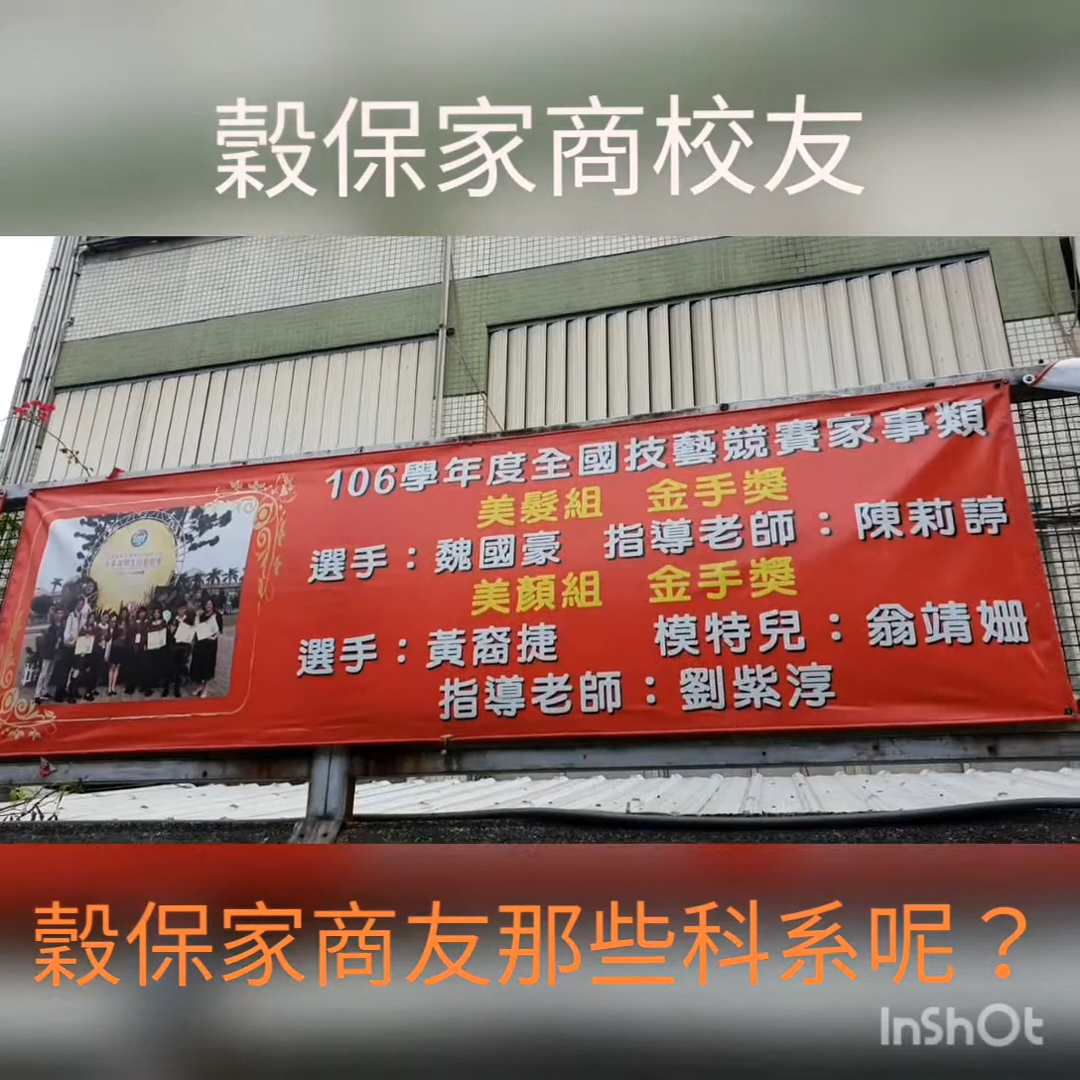 穀保家商校友
106學年度全國技藝競賽家事類
美髮組 金手獎
選手：魏國豪 指導老師：陳莉諄
美顏組 金手獎
選手：黃裔捷 模特兒：翁靖姍
指導老師：劉紫淳
穀保家商友那些科系呢？
InShOt